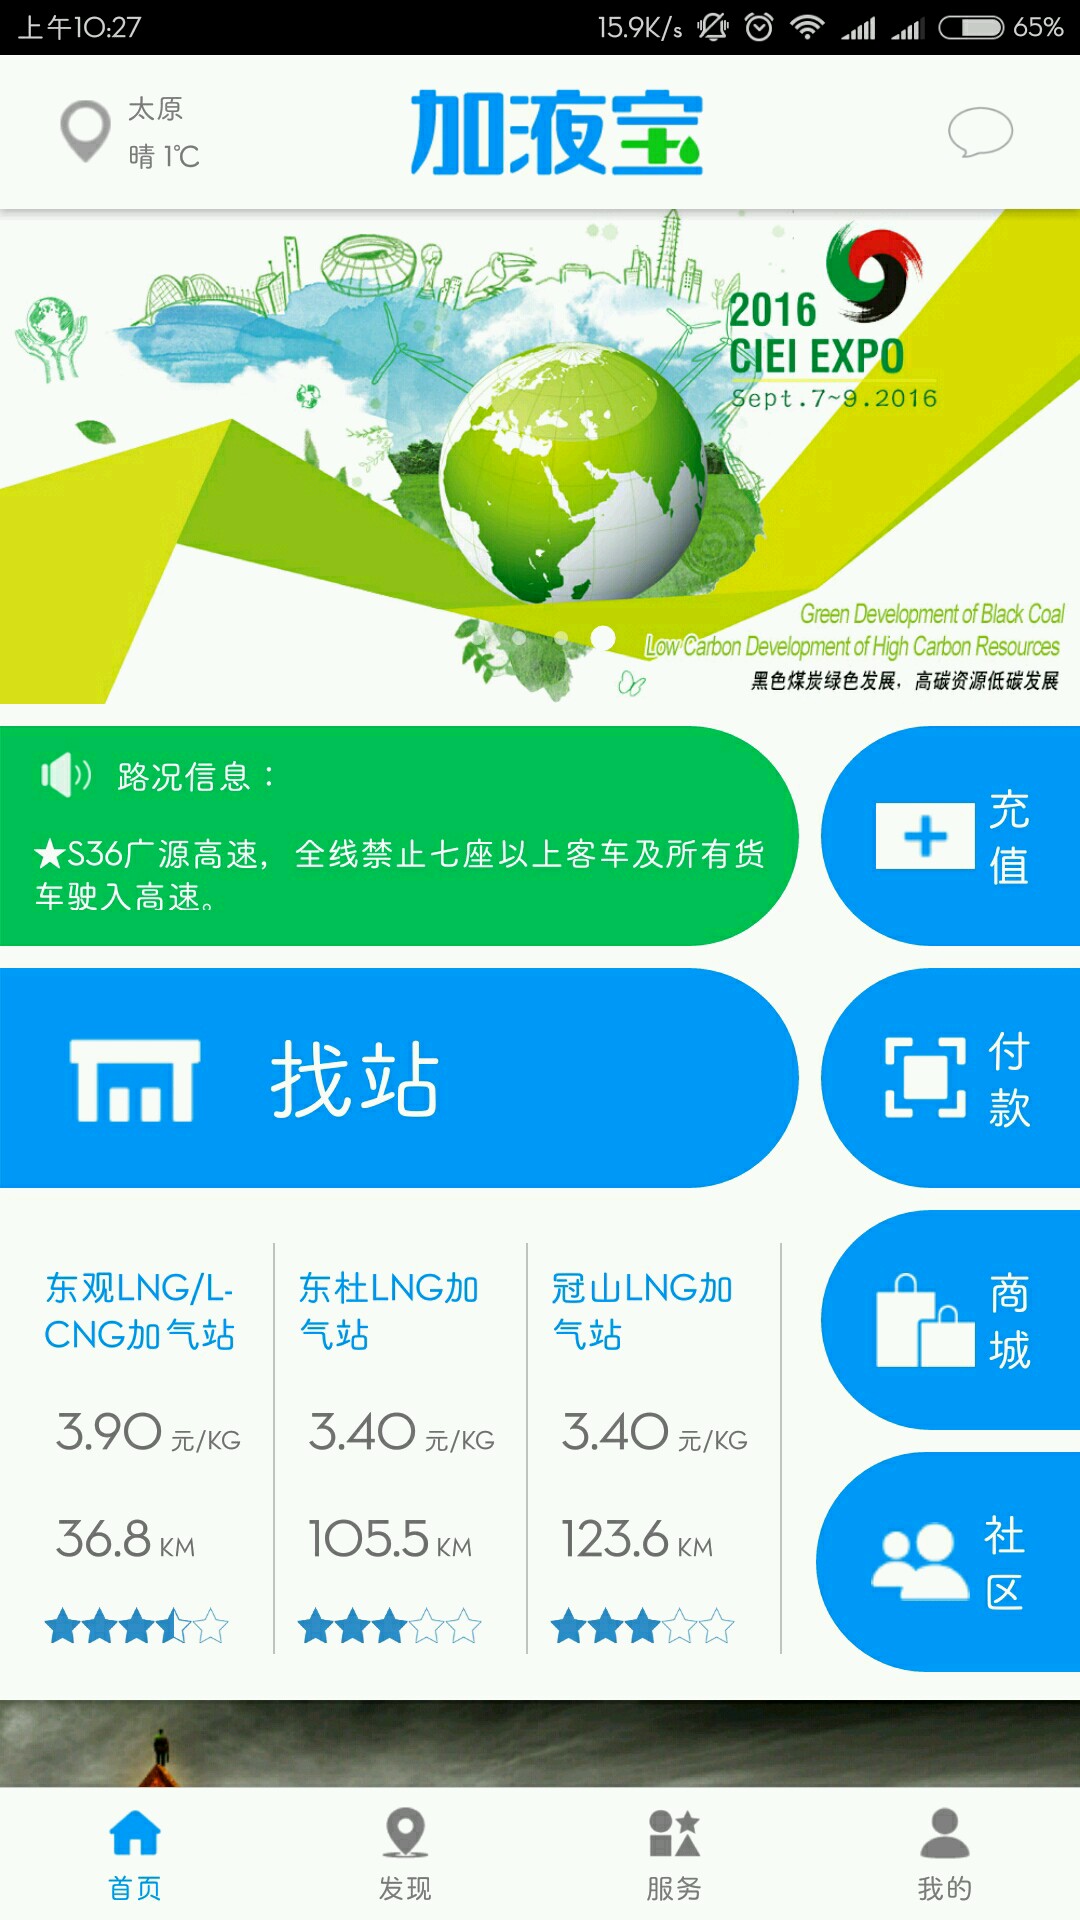 上午10:27
15.9K/s
65%
太原
晴 1℃
加液宝
2016
CIEI EXPO
Sept.7~9.2016
Green Development of Black Coal
Low Carbon Development of High Carbon Resources
黑色煤炭绿色发展，高碳资源低碳发展
路况信息：
★S36广源高速，全线禁止七座以上客车及所有货
车驶入高速。
充值
找站
付款
东观LNG/L-
CNG加气站
3.90 元/KG
36.8 KM
东杜LNG加
气站
3.40 元/KG
105.5 KM
冠山LNG加
气站
3.40 元/KG
123.6 KM
商城
社区
首页
发现
服务
我的